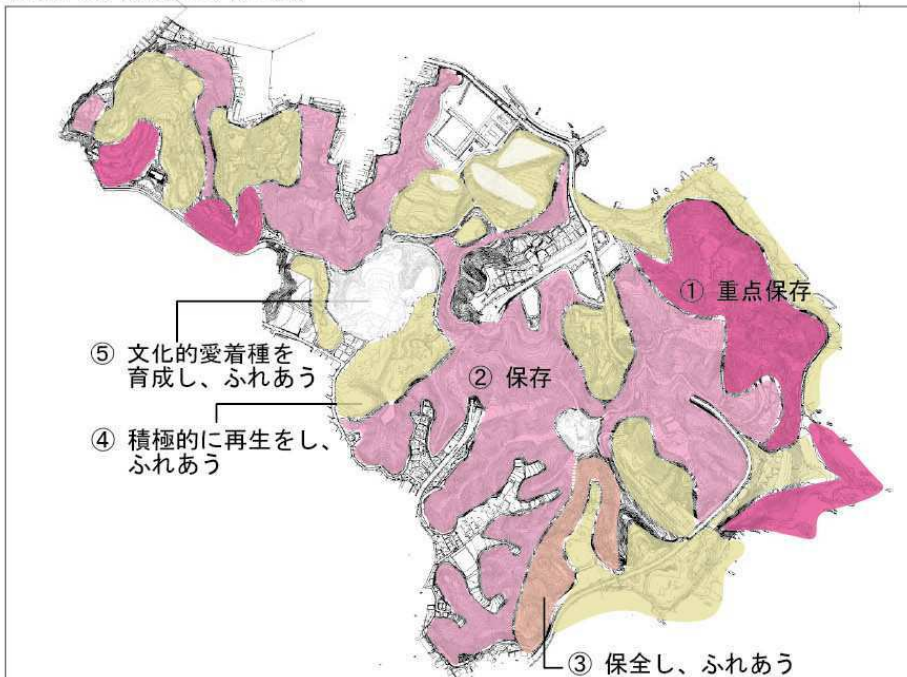 ① 重点保存
② 保存
⑤ 文化的愛着種を
育成し、ふれあう
④ 積極的に再生をし、
ふれあう
③ 保全し、ふれあう